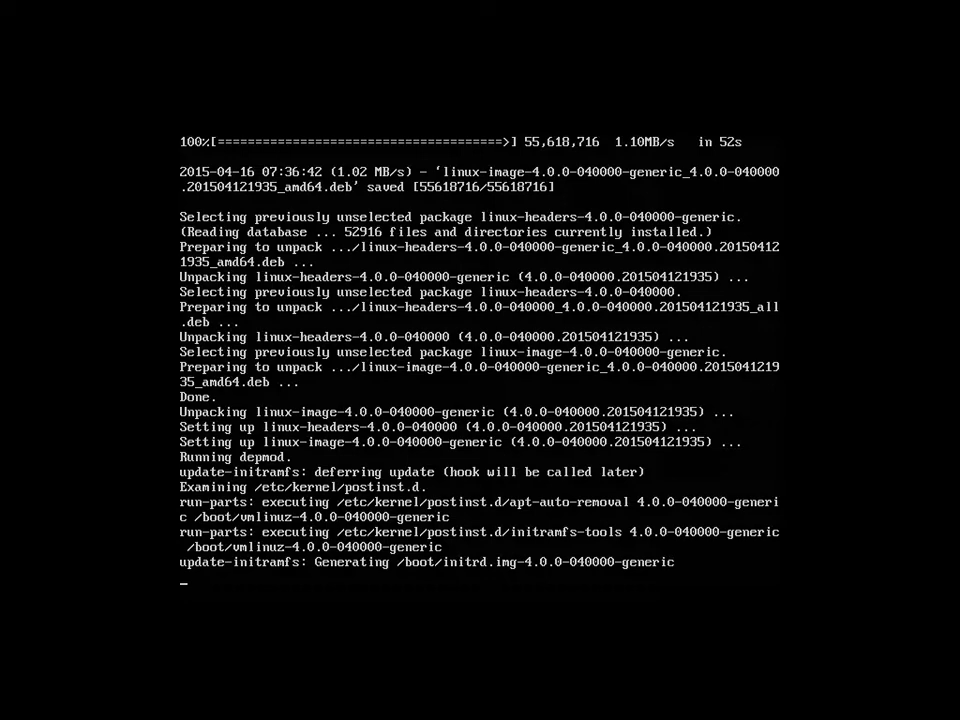 100%[======================================>] 55,618,716  1.10MB/s   in 52s
2015-04-16 07:36:42 (1.02 MB/s) - ‘linux-image-4.0.0-040000-generic_4.0.0-040000
.201504121935_amd64.deb’ saved [55618716/55618716]
Selecting previously unselected package linux-headers-4.0.0-040000-generic.
(Reading database ... 52916 files and directories currently installed.)
Preparing to unpack .../linux-headers-4.0.0-040000-generic_4.0.0-040000.20150412
1935_amd64.deb ...
Unpacking linux-headers-4.0.0-040000-generic (4.0.0-040000.201504121935) ...
Selecting previously unselected package linux-headers-4.0.0-040000.
Preparing to unpack .../linux-headers-4.0.0-040000_4.0.0-040000.201504121935_all
.deb ...
Unpacking linux-headers-4.0.0-040000 (4.0.0-040000.201504121935) ...
Selecting previously unselected package linux-image-4.0.0-040000-generic.
Preparing to unpack .../linux-image-4.0.0-040000-generic_4.0.0-040000.2015041219
35_amd64.deb ...
Done.
Unpacking linux-image-4.0.0-040000-generic (4.0.0-040000.201504121935) ...
Setting up linux-headers-4.0.0-040000 (4.0.0-040000.201504121935) ...
Setting up linux-image-4.0.0-040000-generic (4.0.0-040000.201504121935) ...
Running depmod.
update-initramfs: deferring update (hook will be called later)
Examining /etc/kernel/postinst.d.
run-parts: executing /etc/kernel/postinst.d/apt-auto-removal 4.0.0-040000-generi
c /boot/vmlinuz-4.0.0-040000-generic
run-parts: executing /etc/kernel/postinst.d/initramfs-tools 4.0.0-040000-generic
 /boot/vmlinuz-4.0.0-040000-generic
update-initramfs: Generating /boot/initrd.img-4.0.0-040000-generic
_